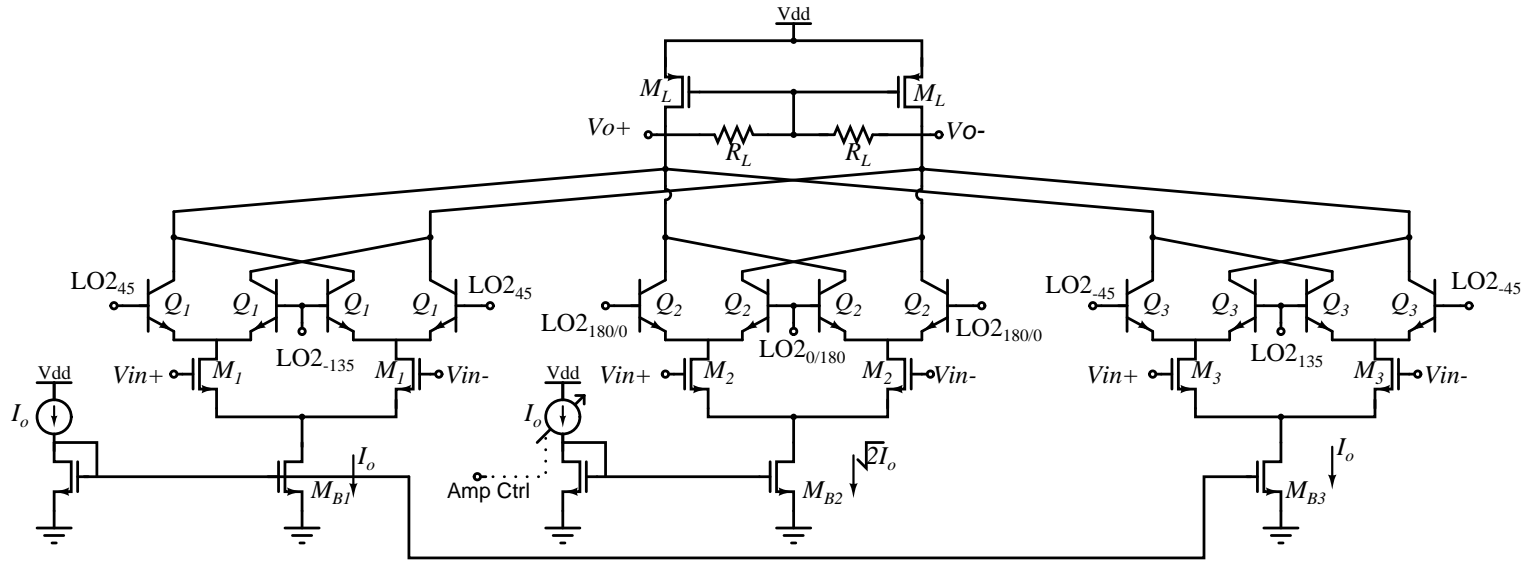 Vdd
M_L M_L
Vo+ Vo-
R_L R_L
LO2_45 Q_1 Q_1 Q_1 Q_1 LO2_45
LO2_-135
Vin+ M_1 M_1 Vin-
LO2_180/0 Q_2 Q_2 Q_2 Q_2 LO2_180/0
LO2_0/180
Vin+ M_2 M_2 Vin-
LO2_-45 Q_3 Q_3 Q_3 Q_3 LO2_-45
LO2_135
Vin+ M_3 M_3 Vin-
Vdd
I_o
M_B1 I_o
Vdd
I_o
Amp Ctrl
M_B2 √2I_o
M_B3 I_o